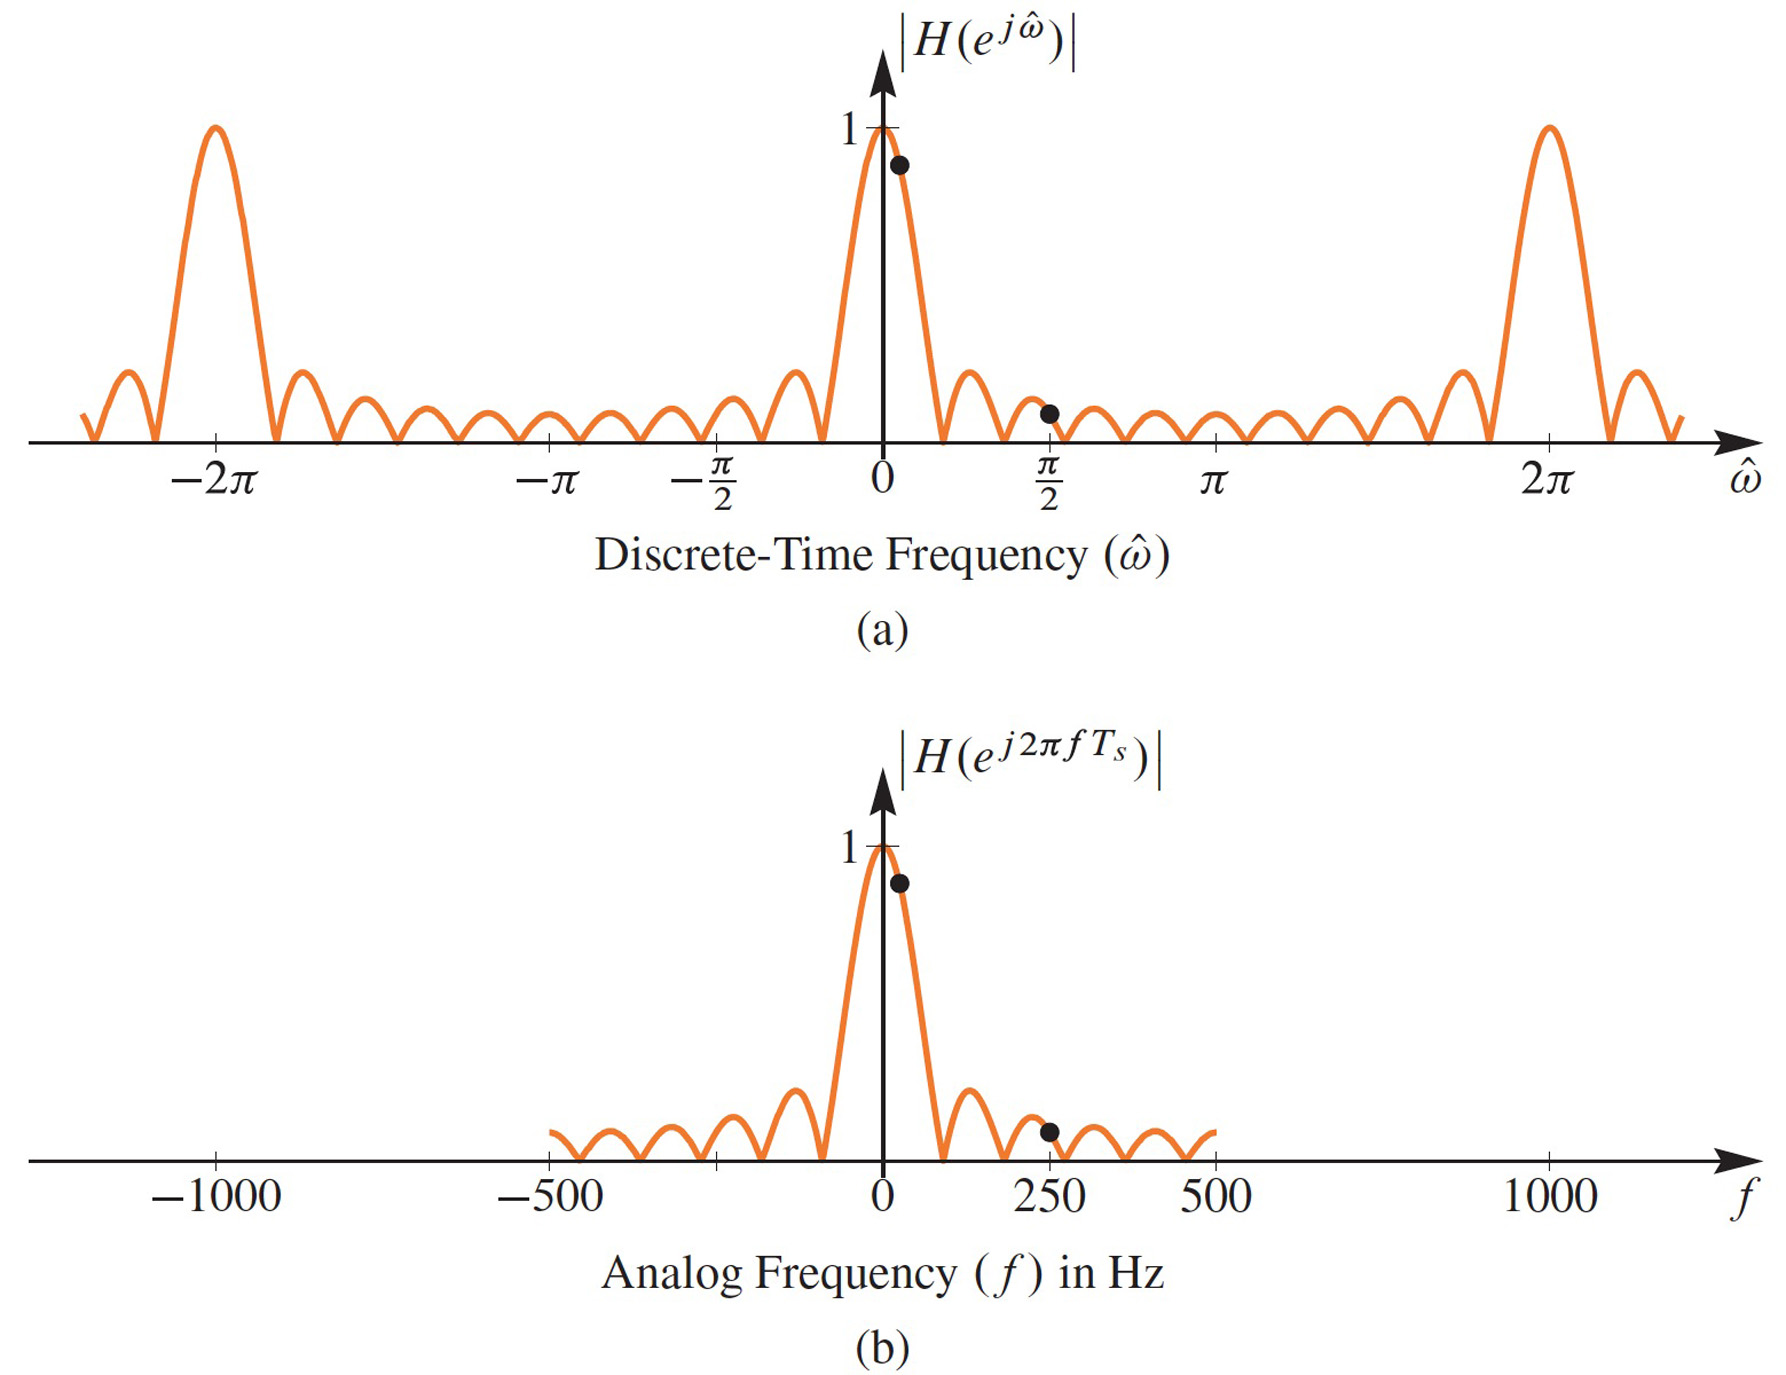 |H(e^{jω̂})|
1
−2π −π −π/2 0 π/2 π 2π ω̂
Discrete-Time Frequency (ω̂)
(a)
|H(e^{j2πfT_s})|
1
−1000 −500 0 250 500 1000 f
Analog Frequency (f) in Hz
(b)